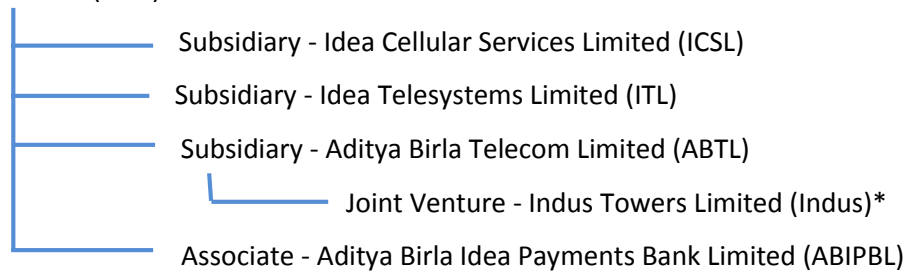 Subsidiary - Idea Cellular Services Limited (ICSL)
Subsidiary - Idea Telesystems Limited (ITL)
Subsidiary - Aditya Birla Telecom Limited (ABTL)
Joint Venture - Indus Towers Limited (Indus)*
Associate - Aditya Birla Idea Payments Bank Limited (ABIPBL)